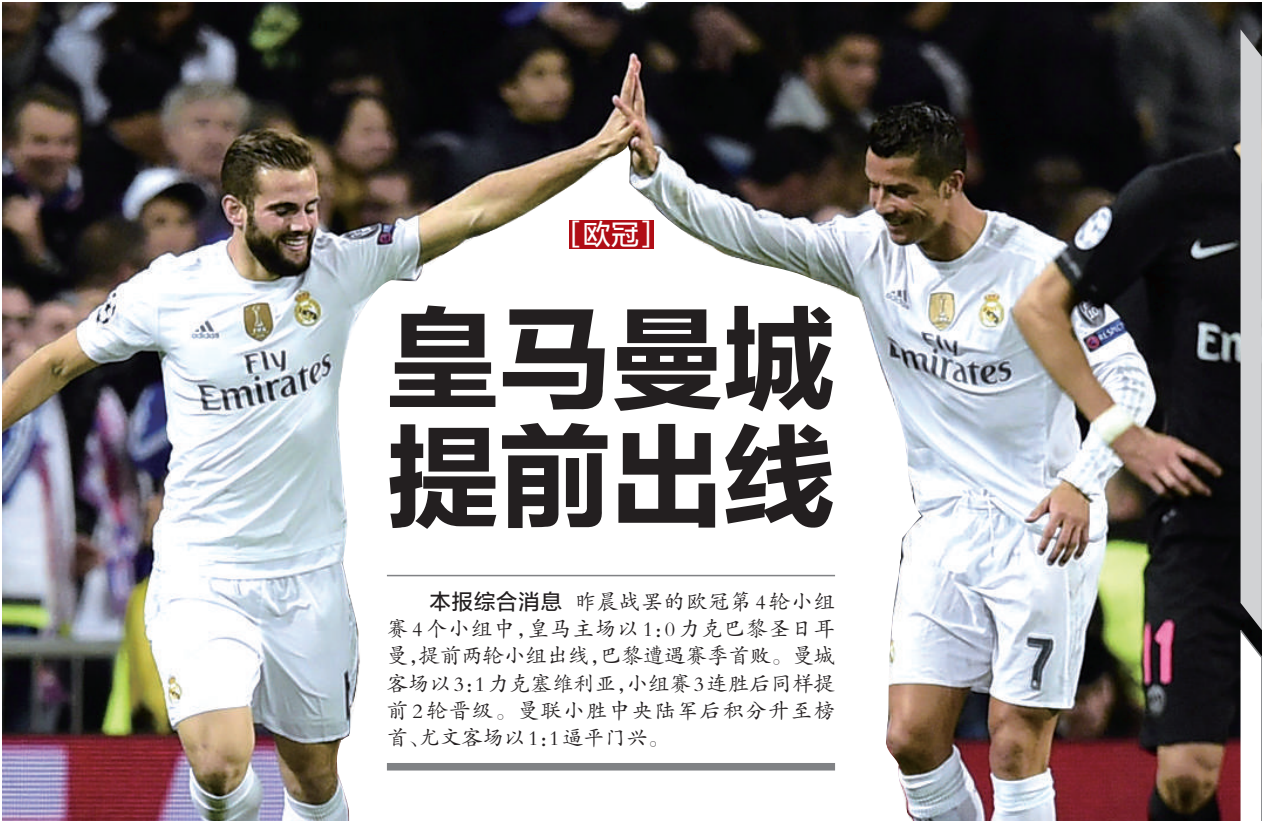 [欧冠]
皇马曼城
提前出线
本报综合消息 昨晨战罢的欧冠第4轮小组
赛4个小组中,皇马主场以1:0力克巴黎圣日耳
曼,提前两轮小组出线,巴黎遭遇赛季首败。曼城
客场以3:1力克塞维利亚,小组赛3连胜后同样提
前2轮晋级。曼联小胜中央陆军后积分升至榜
首、尤文客场以1:1逼平门兴。
adidas
Fly
Emirates
adidas
Fly
Emirates
RESPECT
7
En
11